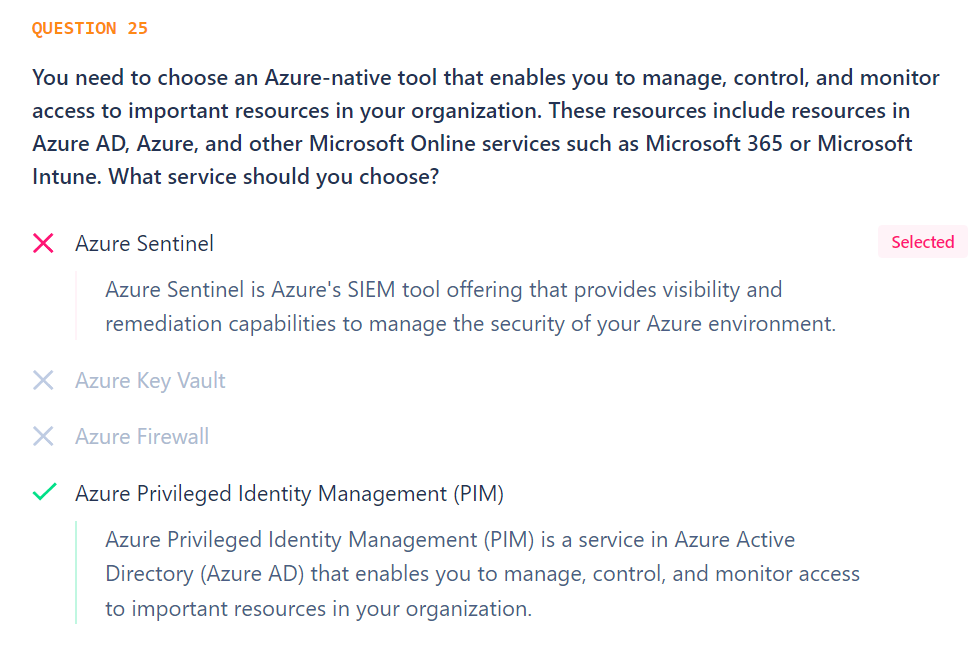 QUESTION 25
You need to choose an Azure-native tool that enables you to manage, control, and monitor
access to important resources in your organization. These resources include resources in
Azure AD, Azure, and other Microsoft Online services such as Microsoft 365 or Microsoft
Intune. What service should you choose?
Azure Sentinel
Selected
Azure Sentinel is Azure's SIEM tool offering that provides visibility and
remediation capabilities to manage the security of your Azure environment.
Azure Key Vault
Azure Firewall
Azure Privileged Identity Management (PIM)
Azure Privileged Identity Management (PIM) is a service in Azure Active
Directory (Azure AD) that enables you to manage, control, and monitor access
to important resources in your organization.